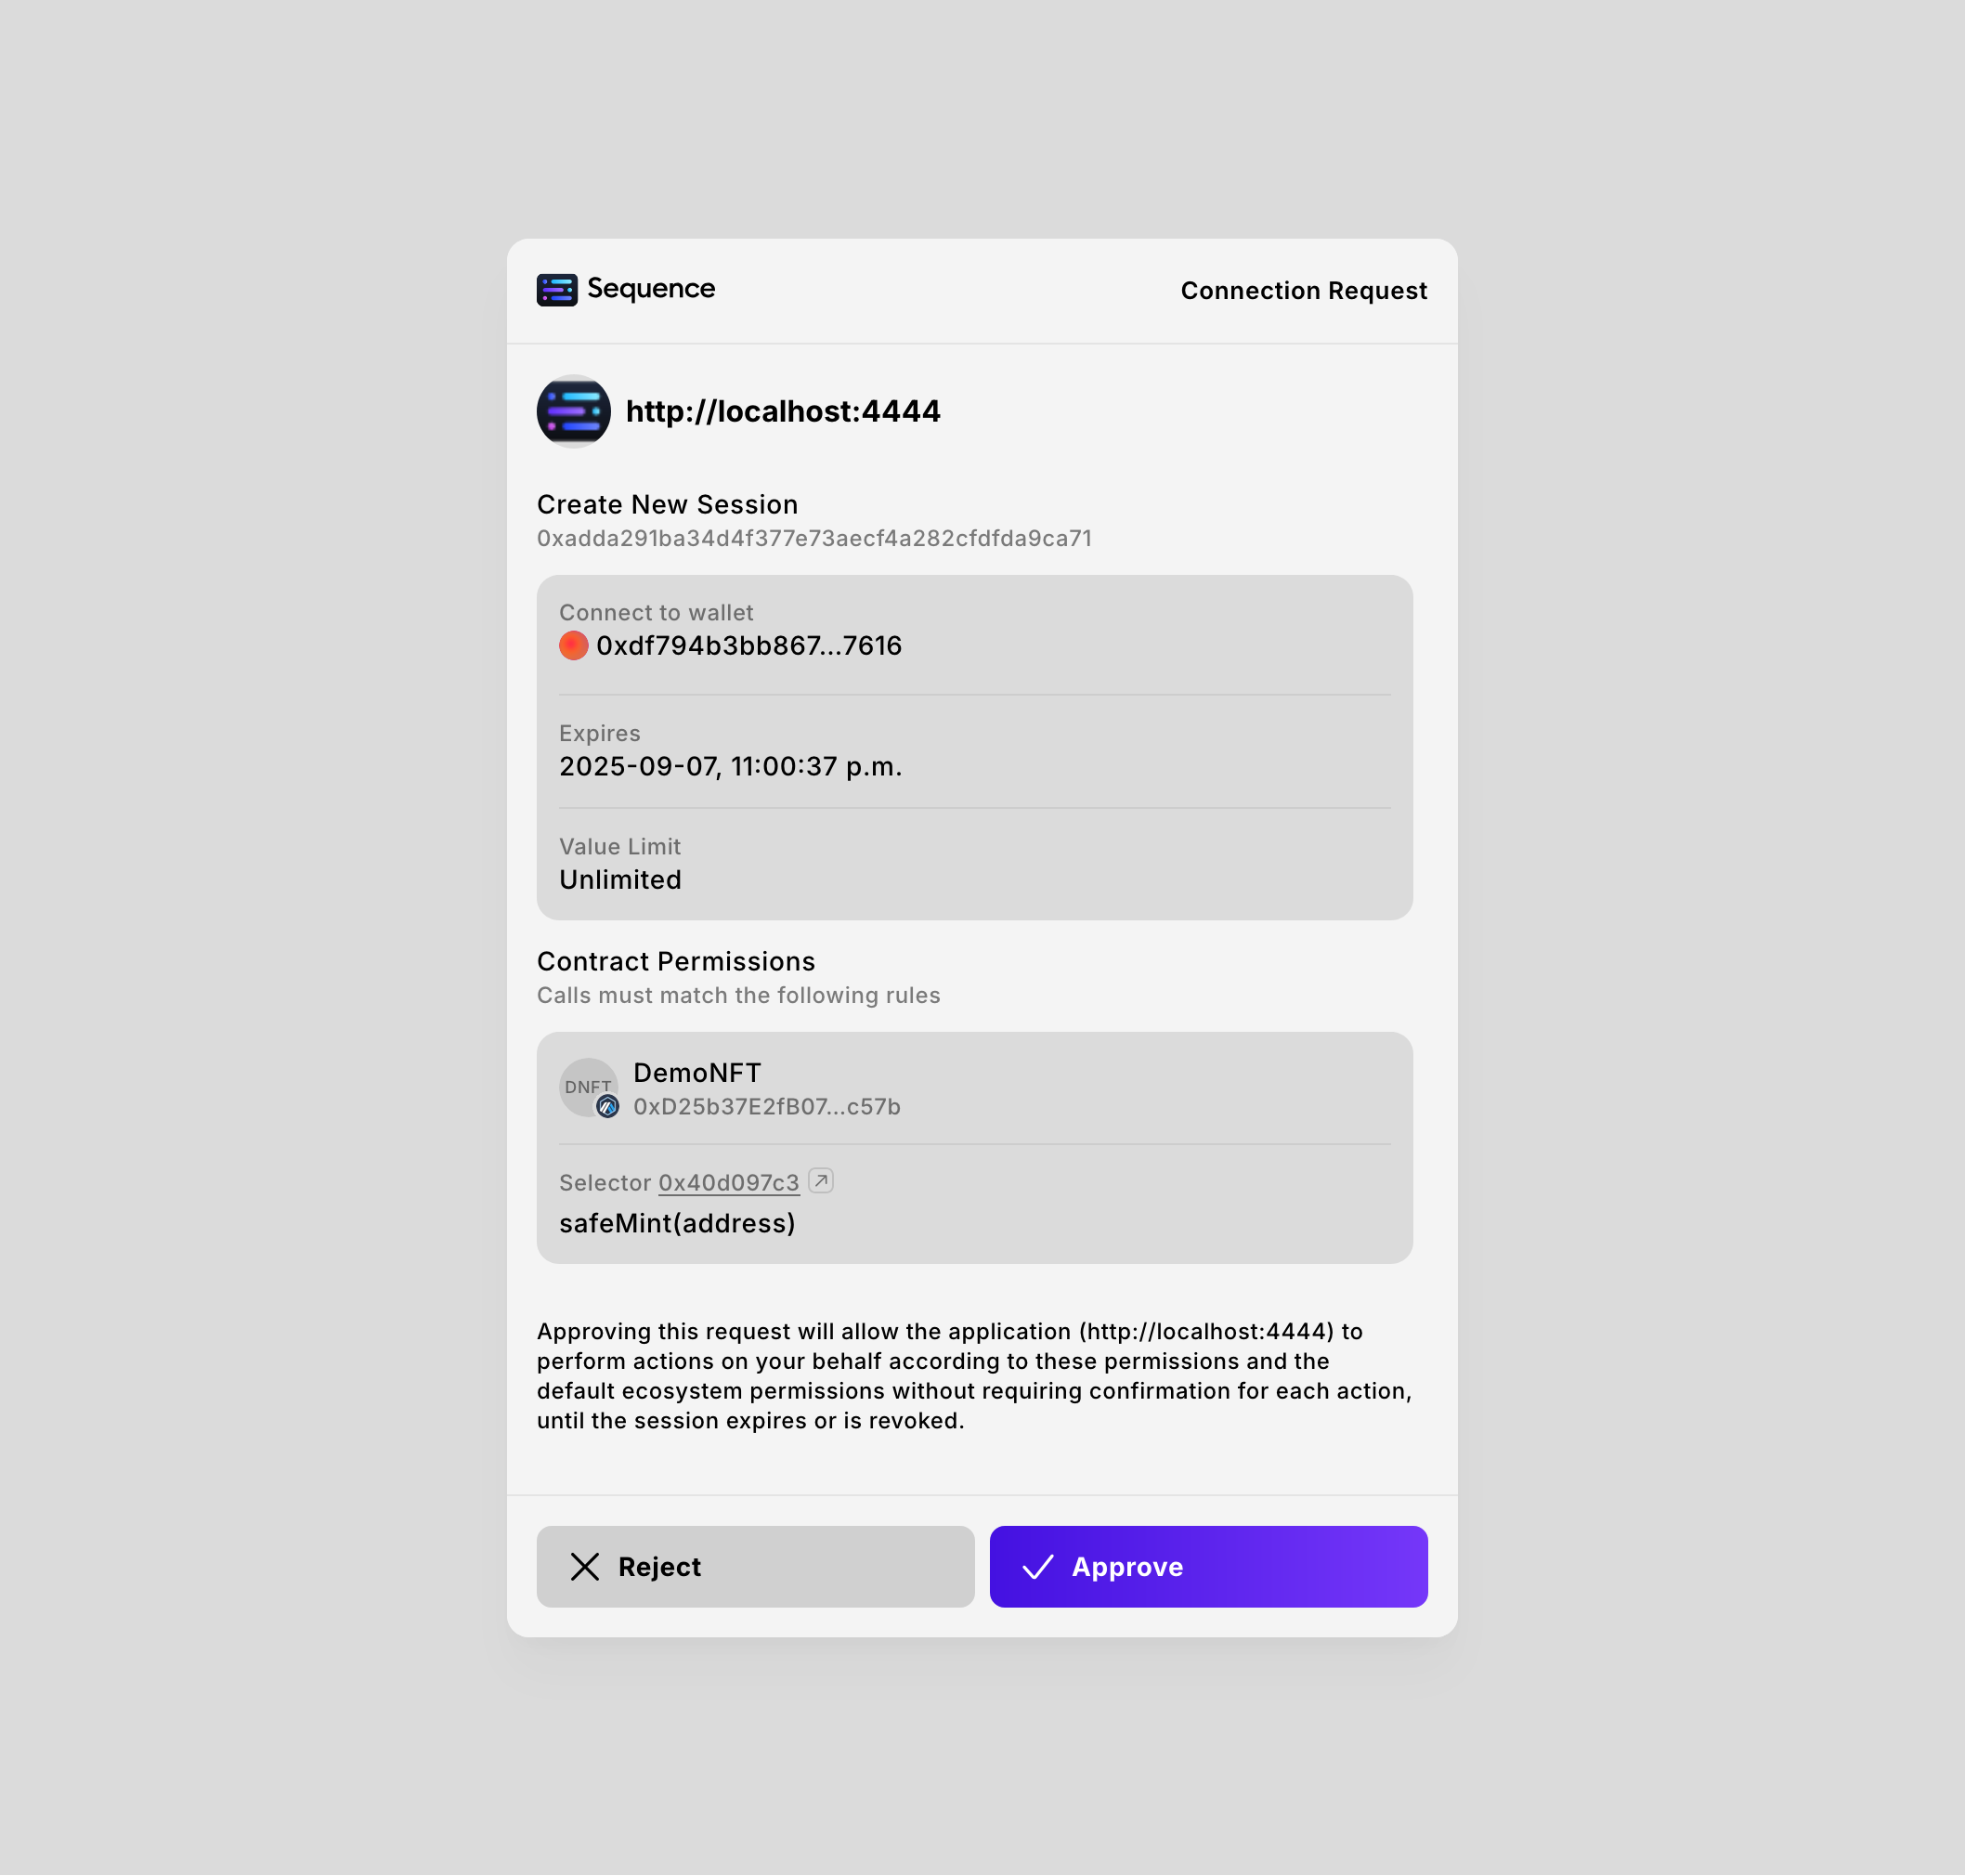 Sequence
Connection Request
http://localhost:4444
Create New Session
0xadda291ba34d4f377e73aecf4a282cfdfda9ca71
Connect to wallet
0xdf794b3bb867...7616
Expires
2025-09-07, 11:00:37 p.m.
Value Limit
Unlimited
Contract Permissions
Calls must match the following rules
DNFT
DemoNFT
0xD25b37E2fB07...c57b
Selector 0x40d097c3
safeMint(address)
Approving this request will allow the application (http://localhost:4444) to
perform actions on your behalf according to these permissions and the
default ecosystem permissions without requiring confirmation for each action,
until the session expires or is revoked.
Reject
Approve